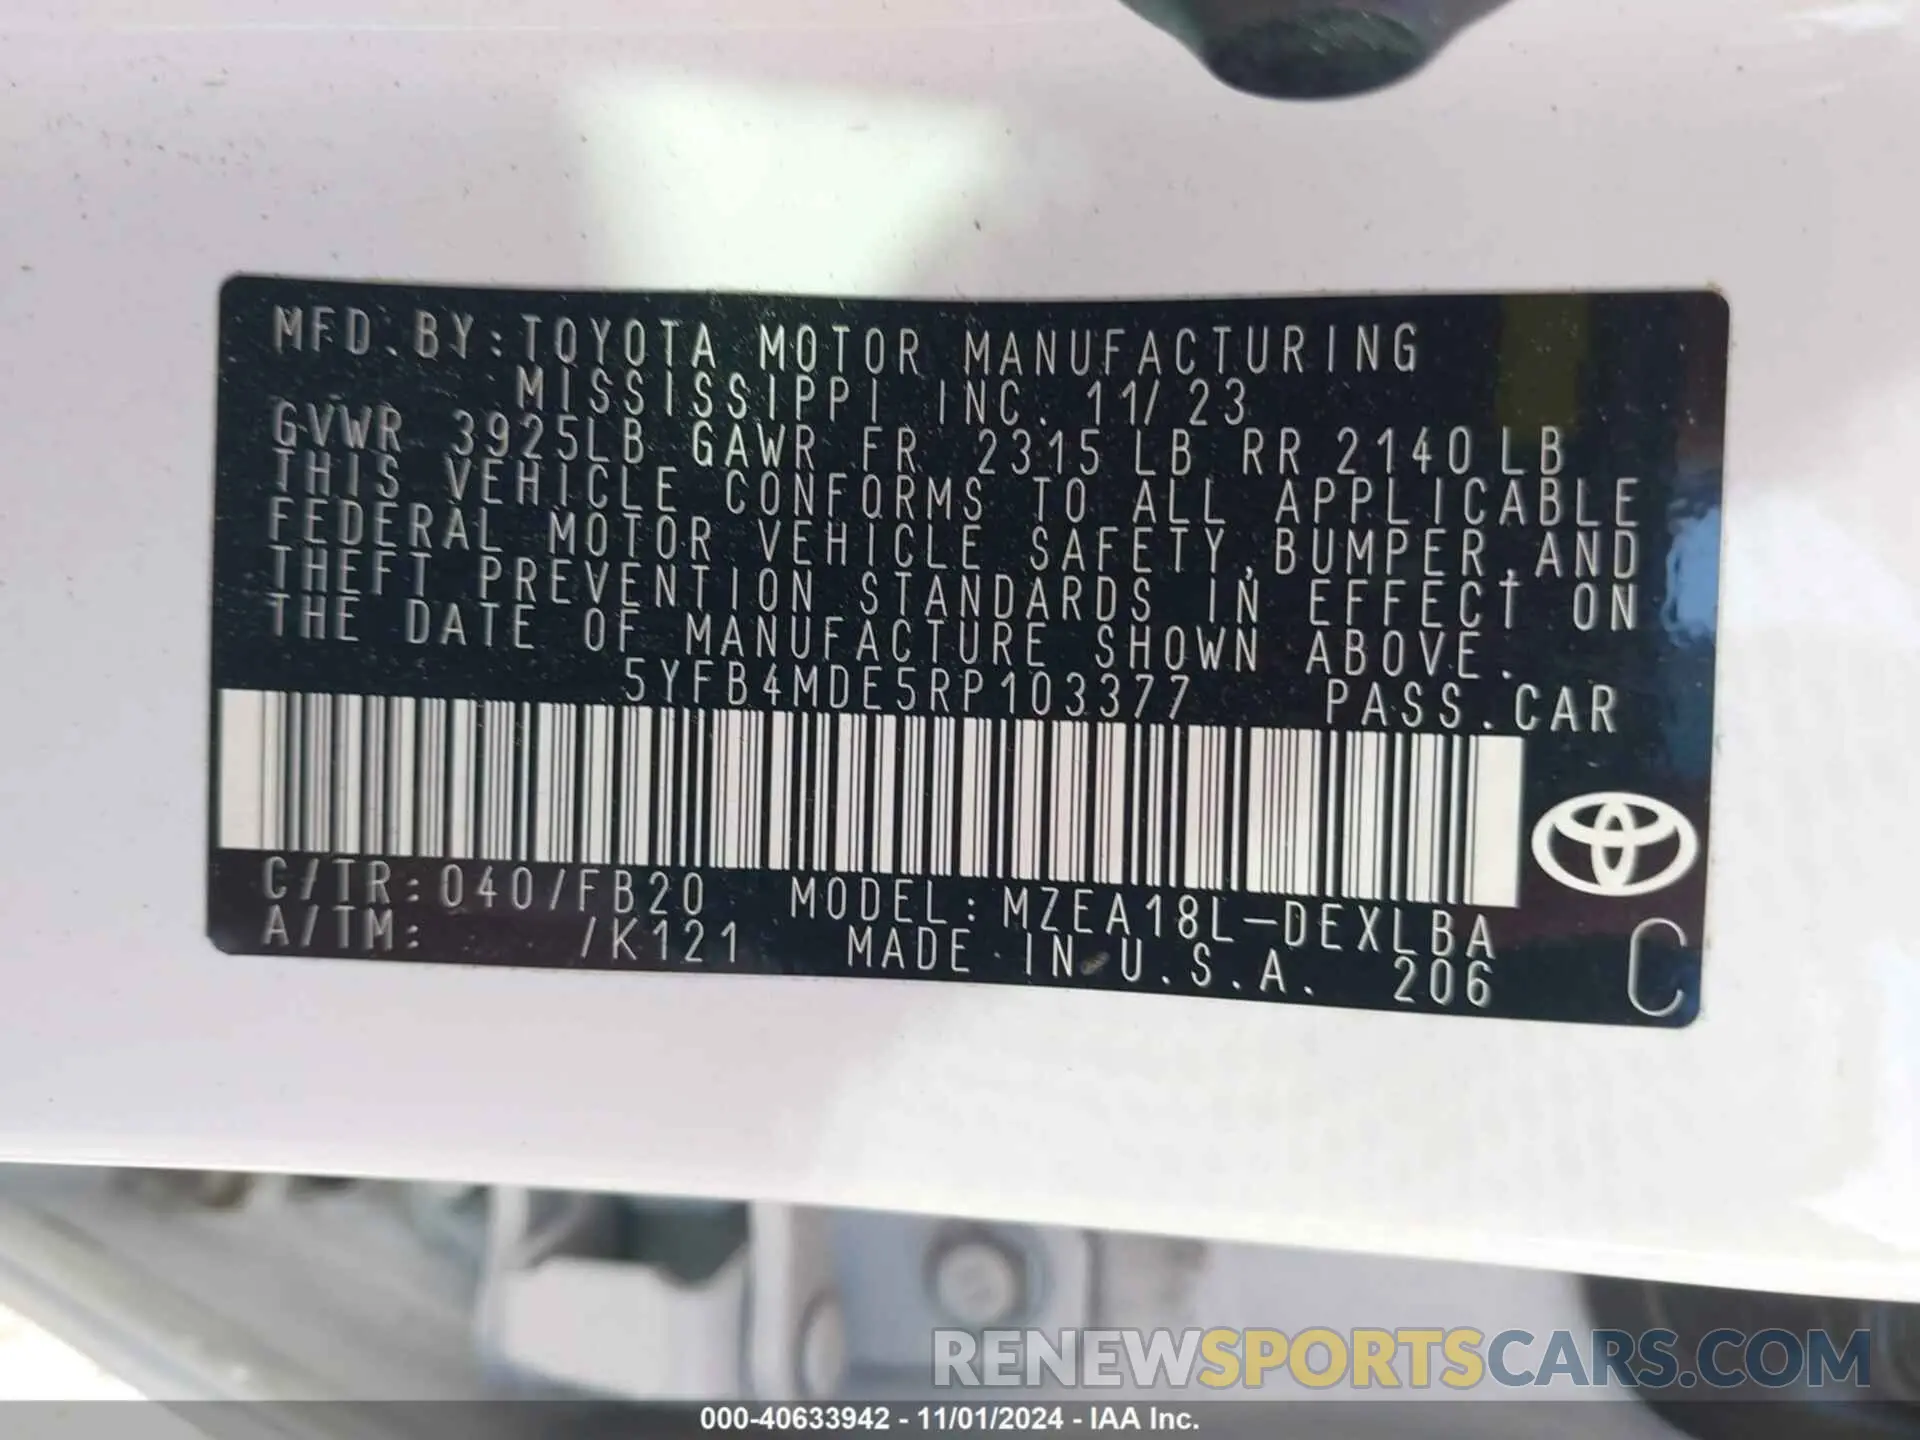 MFD.BY:TOYOTA MOTOR MANUFACTURING
MISSISSIPPI INC. 11/23
GVWR 3925LB GAWR FR 2315LB RR 2140LB
THIS VEHICLE CONFORMS TO ALL APPLICABLE
FEDERAL MOTOR VEHICLE SAFETY,BUMPER,AND
THEFT PREVENTION STANDARDS IN EFFECT ON
THE DATE OF MANUFACTURE SHOWN ABOVE.
5YFB4MDE5RP103377 PASS.CAR
C/TR:040/FB20 MODEL:MZEA18L-DEXLBA
A/TM: /K121 MADE IN U.S.A. 206
C
RENEWSPORTSCARS.COM
000-40633942 - 11/01/2024 - IAA Inc.